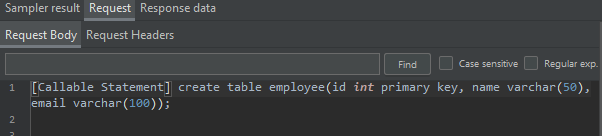 Sampler result Request Response data
Request Body Request Headers
Find Case sensitive Regular exp.
1 [Callable Statement] create table employee(id int primary key, name varchar(50),
email varchar(100));
2